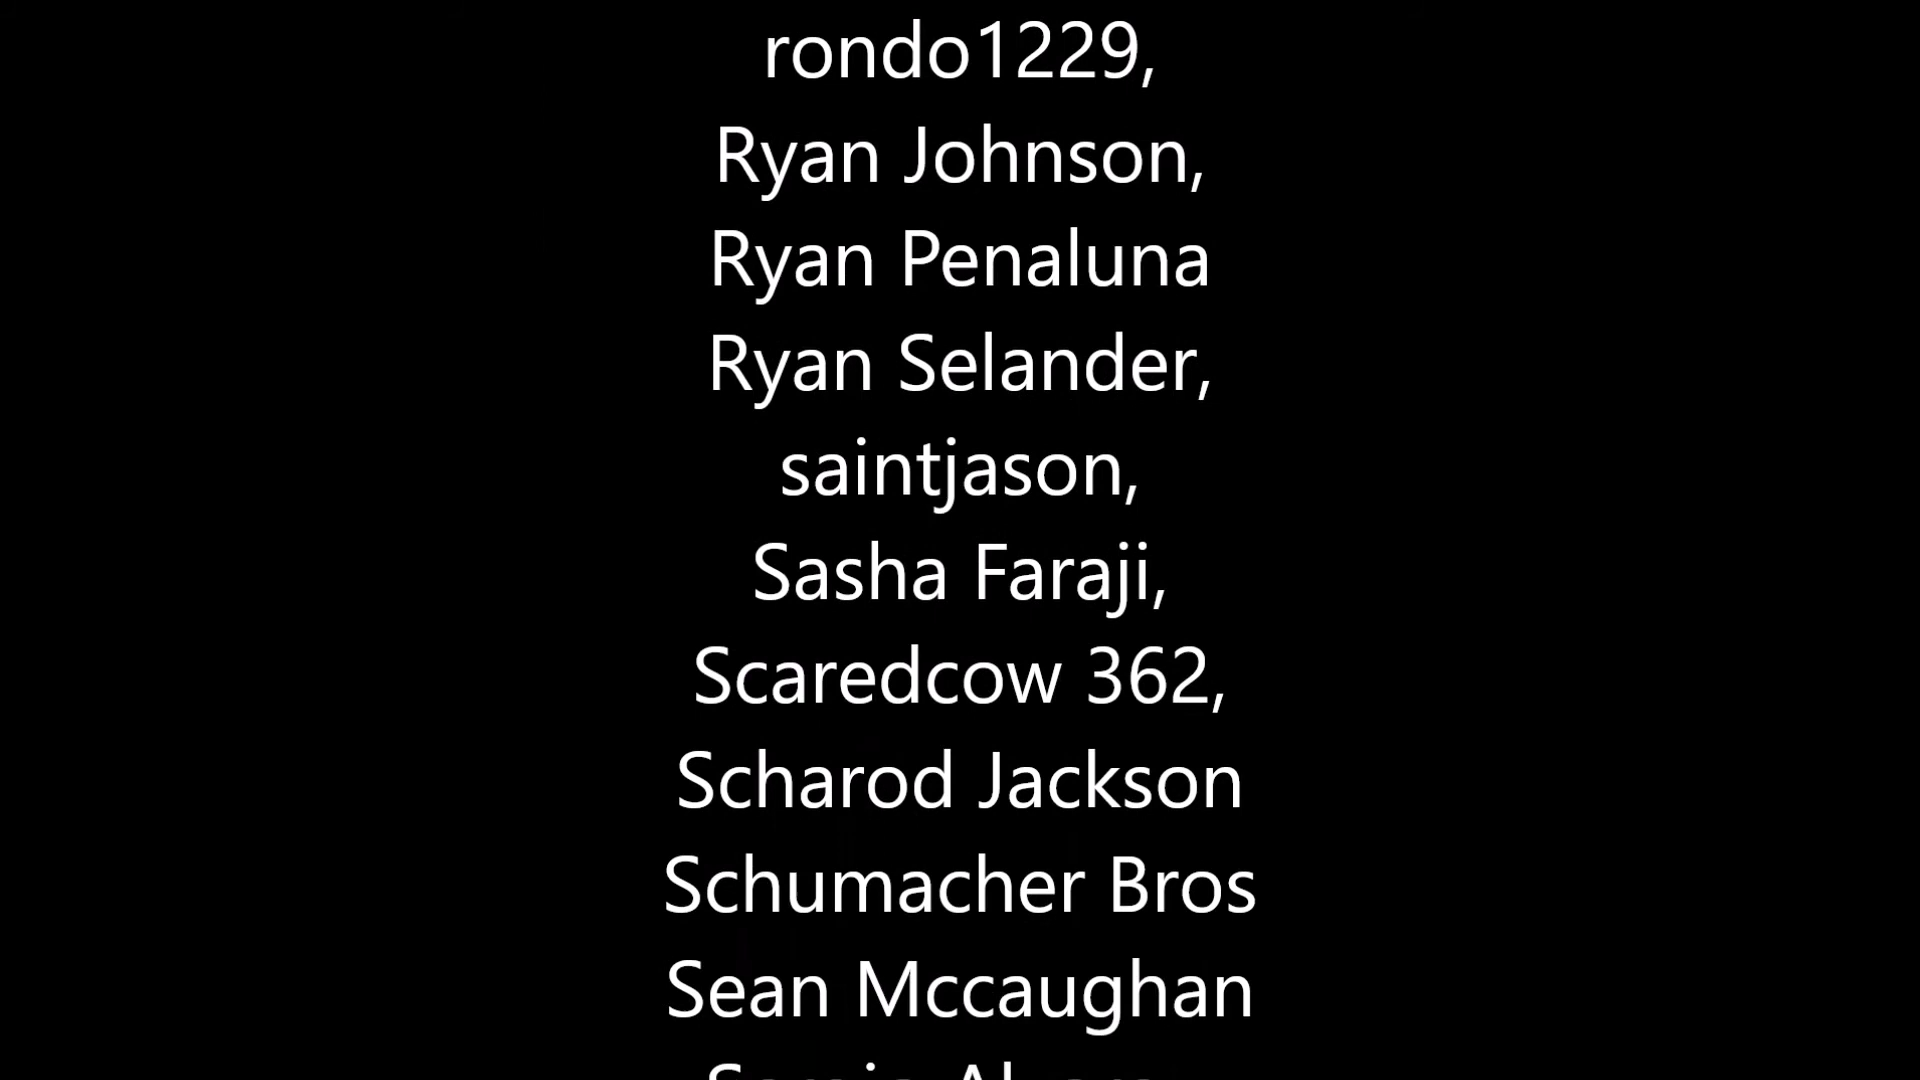 rondo1229,
Ryan Johnson,
Ryan Penaluna
Ryan Selander,
saintjason,
Sasha Faraji,
Scaredcow 362,
Scharod Jackson
Schumacher Bros
Sean Mccaughan